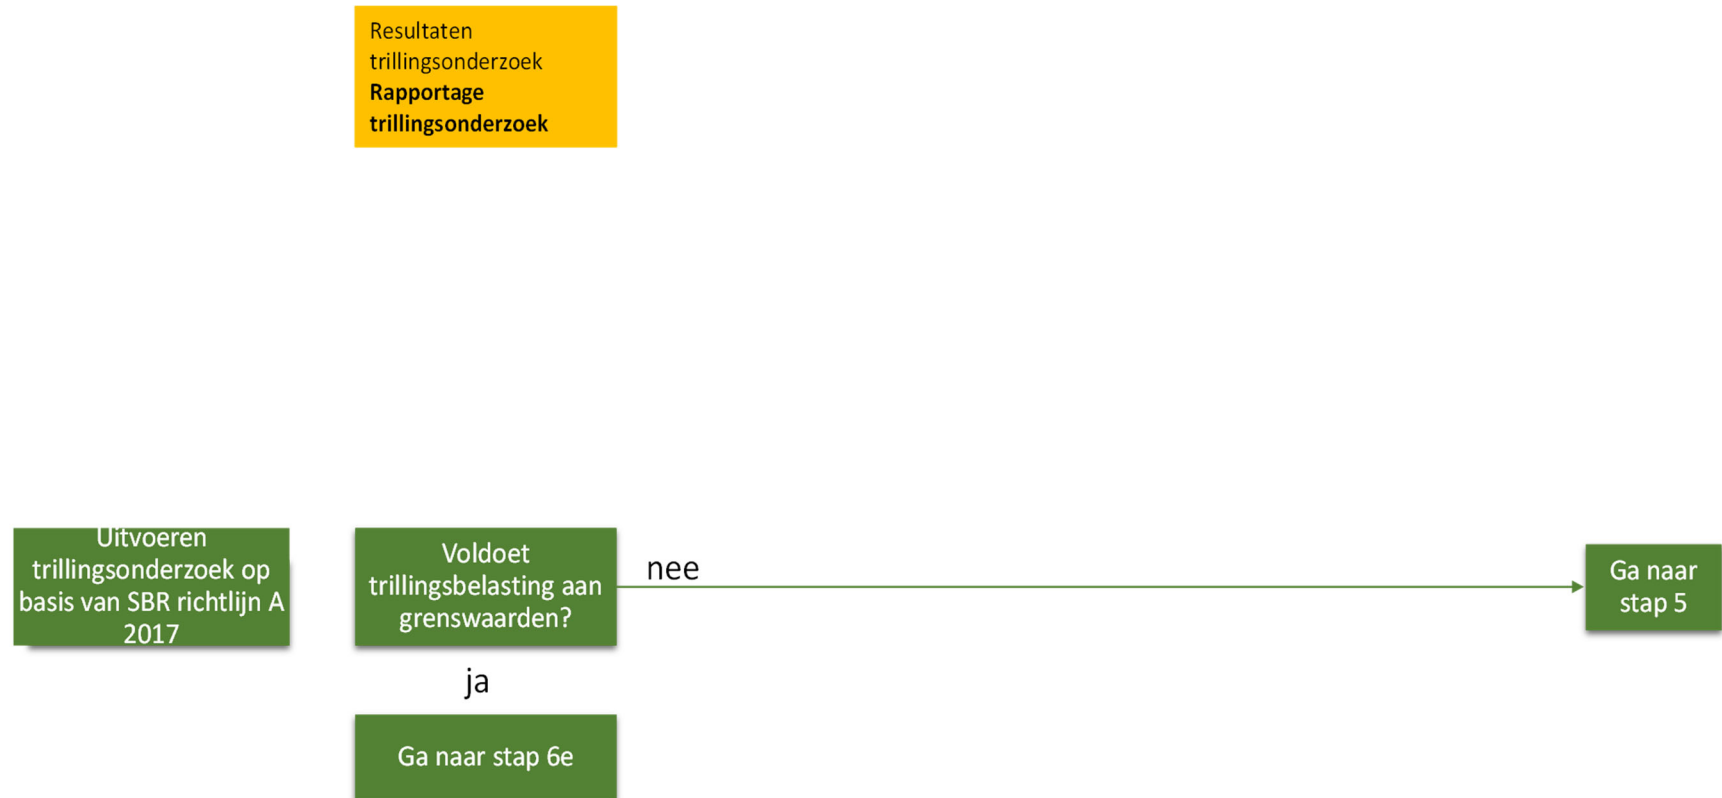 Resultaten
trillingsonderzoek
Rapportage
trillingsonderzoek
Uitvoeren
trillingsonderzoek op
basis van SBR richtlijn A
2017
Voldoet
trillingsbelasting aan
grenswaarden?
nee
Ga naar
stap 5
ja
Ga naar stap 6e